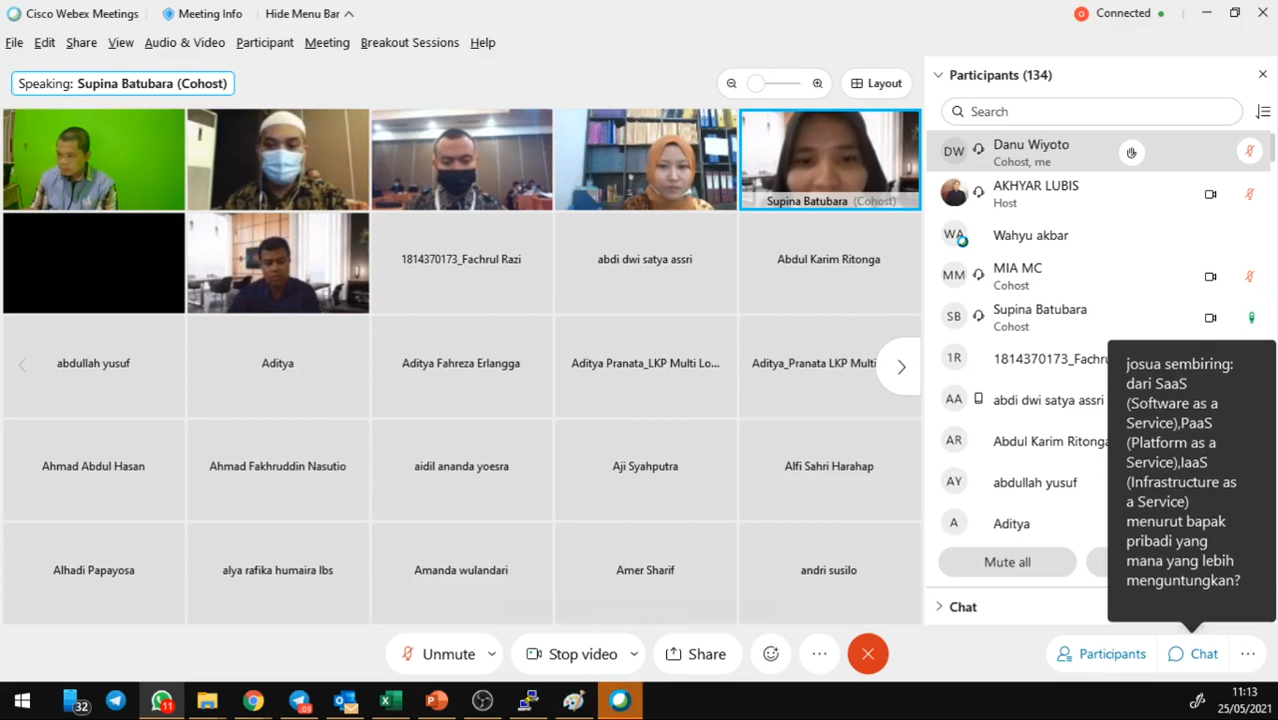 Cisco Webex Meetings
Meeting Info
Hide Menu Bar
Connected
File Edit Share View Audio & Video Participant Meeting Breakout Sessions Help
Speaking: Supina Batubara (Cohost)
Layout
Supina Batubara (Cohost)
1814370173_Fachrul Razi
abdi dwi satya assri
Abdul Karim Ritonga
abdullah yusuf
Aditya
Aditya Fahreza Erlangga
Aditya Pranata_LKP Multi Lo...
Aditya_Pranata LKP Multi
Ahmad Abdul Hasan
Ahmad Fakhruddin Nasutio
aidil ananda yoesra
Aji Syahputra
Alfi Sahri Harahap
Alhadi Papayosa
alya rafika humaira lbs
Amanda wulandari
Amer Sharif
andri susilo
Participants (134)
Search
DW
Danu Wiyoto
Cohost, me
AKHYAR LUBIS
Host
WA
Wahyu akbar
MM
MIA MC
Cohost
SB
Supina Batubara
Cohost
1R
1814370173_Fachru
AA
abdi dwi satya assri
AR
Abdul Karim Ritonga
AY
abdullah yusuf
A
Aditya
Mute all
Chat
josua sembiring:
dari SaaS
(Software as a
Service),PaaS
(Platform as a
Service),IaaS
(Infrastructure as
a Service)
menurut bapak
pribadi yang
mana yang lebih
menguntungkan?
Unmute
Stop video
Share
Participants
Chat
32
11
11:13
25/05/2021